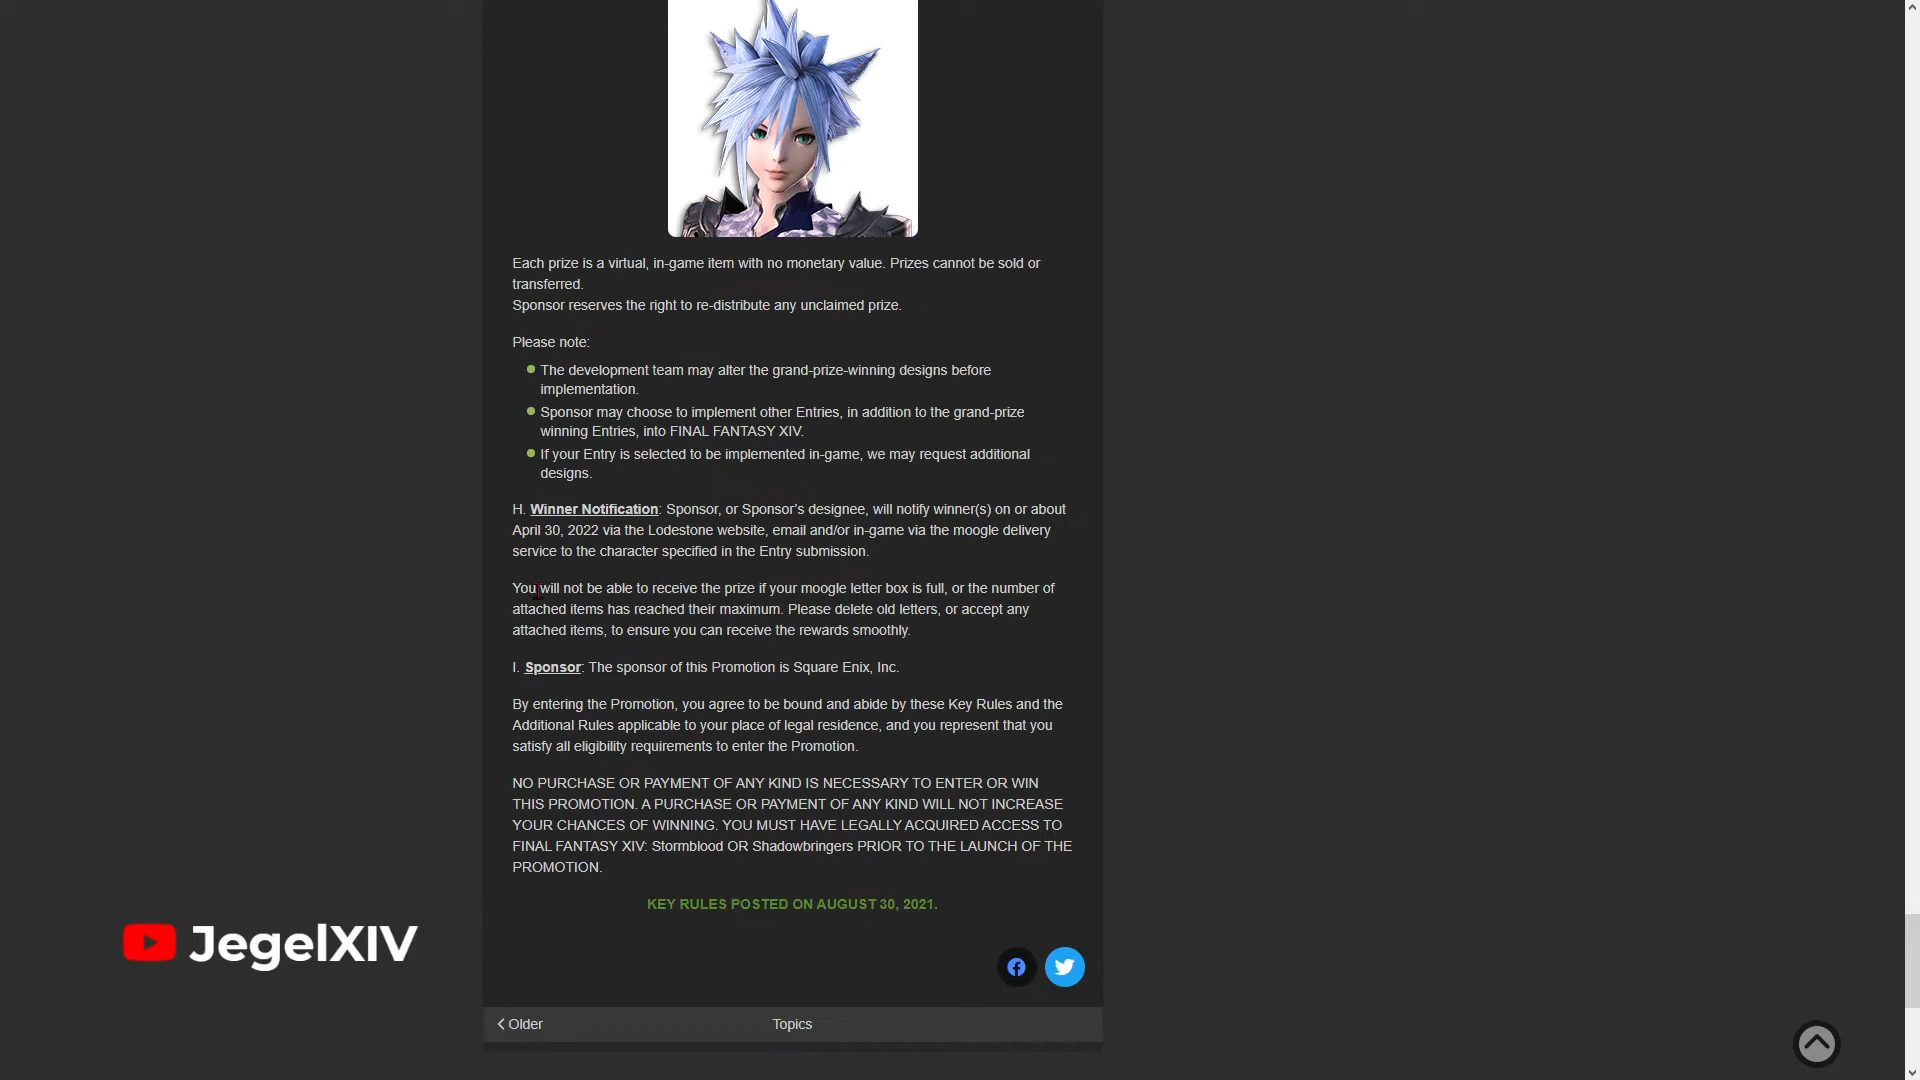 Each prize is a virtual, in-game item with no monetary value. Prizes cannot be sold or
transferred.
Sponsor reserves the right to re-distribute any unclaimed prize.
Please note:
The development team may alter the grand-prize-winning designs before
implementation.
Sponsor may choose to implement other Entries, in addition to the grand-prize
winning Entries, into FINAL FANTASY XIV.
If your Entry is selected to be implemented in-game, we may request additional
designs.
H. Winner Notification: Sponsor, or Sponsor's designee, will notify winner(s) on or about
April 30, 2022 via the Lodestone website, email and/or in-game via the moogle delivery
service to the character specified in the Entry submission.
You will not be able to receive the prize if your moogle letter box is full, or the number of
attached items has reached their maximum. Please delete old letters, or accept any
attached items, to ensure you can receive the rewards smoothly.
I. Sponsor: The sponsor of this Promotion is Square Enix, Inc.
By entering the Promotion, you agree to be bound and abide by these Key Rules and the
Additional Rules applicable to your place of legal residence, and you represent that you
satisfy all eligibility requirements to enter the Promotion.
NO PURCHASE OR PAYMENT OF ANY KIND IS NECESSARY TO ENTER OR WIN
THIS PROMOTION. A PURCHASE OR PAYMENT OF ANY KIND WILL NOT INCREASE
YOUR CHANCES OF WINNING. YOU MUST HAVE LEGALLY ACQUIRED ACCESS TO
FINAL FANTASY XIV: Stormblood OR Shadowbringers PRIOR TO THE LAUNCH OF THE
PROMOTION.
KEY RULES POSTED ON AUGUST 30, 2021.
JegelXIV
Older
Topics